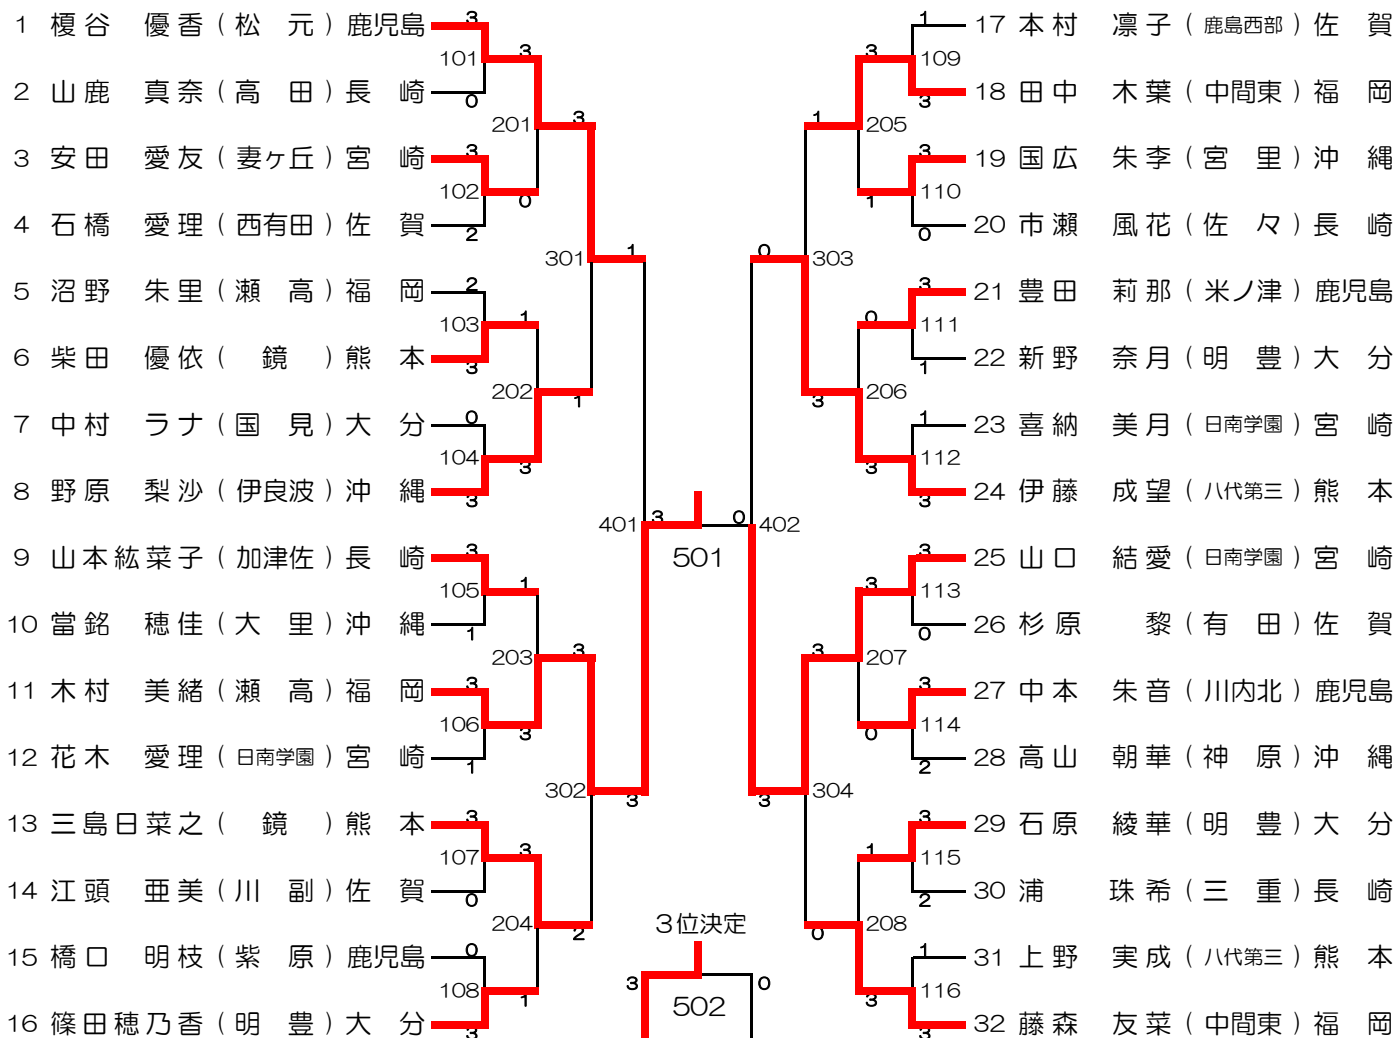 1 榎谷 優香 ( 松 元 ) 鹿児島 3
101 3
2 山鹿 真奈 ( 高 田 ) 長 崎 0
201 3
3 安田 愛友 ( 妻ヶ丘 ) 宮 崎 3
102 0
4 石橋 愛理 ( 西有田 ) 佐 賀 2
301 1
5 沼野 朱里 ( 瀬 高 ) 福 岡 2
103 1
6 柴田 優依 ( 鏡 ) 熊 本 3
202 1
7 中村 ラナ ( 国 見 ) 大 分 0
104 3
8 野原 梨沙 ( 伊良波 ) 沖 縄 3
401 3
9 山本紘菜子 ( 加津佐 ) 長 崎 3
105 1
10 當銘 穂佳 ( 大 里 ) 沖 縄 1
203 3
11 木村 美緒 ( 瀬 高 ) 福 岡 3
106 3
12 花木 愛理 ( 日南学園 ) 宮 崎 1
302 3
13 三島日菜之 ( 鏡 ) 熊 本 3
107 3
14 江頭 亜美 ( 川 副 ) 佐 賀 0
204 2
15 橋口 明枝 ( 紫 原 ) 鹿児島 0
108 1
16 篠田穂乃香 ( 明 豊 ) 大 分 3
501
3位決定
3 0
502
1 17 本村 凛子 ( 鹿島西部 ) 佐 賀
3 109
3 18 田中 木葉 ( 中間東 ) 福 岡
1 205
3 19 国広 朱李 ( 宮 里 ) 沖 縄
1 110
0 20 市瀬 風花 ( 佐 々 ) 長 崎
0 303
3 21 豊田 莉那 ( 米ノ津 ) 鹿児島
0 111
1 22 新野 奈月 ( 明 豊 ) 大 分
3 206
1 23 喜納 美月 ( 日南学園 ) 宮 崎
3 112
3 24 伊藤 成望 ( 八代第三 ) 熊 本
0 402
3 25 山口 結愛 ( 日南学園 ) 宮 崎
3 113
0 26 杉原 黎 ( 有 田 ) 佐 賀
3 207
3 27 中本 朱音 ( 川内北 ) 鹿児島
0 114
2 28 高山 朝華 ( 神 原 ) 沖 縄
3 304
3 29 石原 綾華 ( 明 豊 ) 大 分
1 115
2 30 浦 珠希 ( 三 重 ) 長 崎
0 208
1 31 上野 実成 ( 八代第三 ) 熊 本
3 116
3 32 藤森 友菜 ( 中間東 ) 福 岡